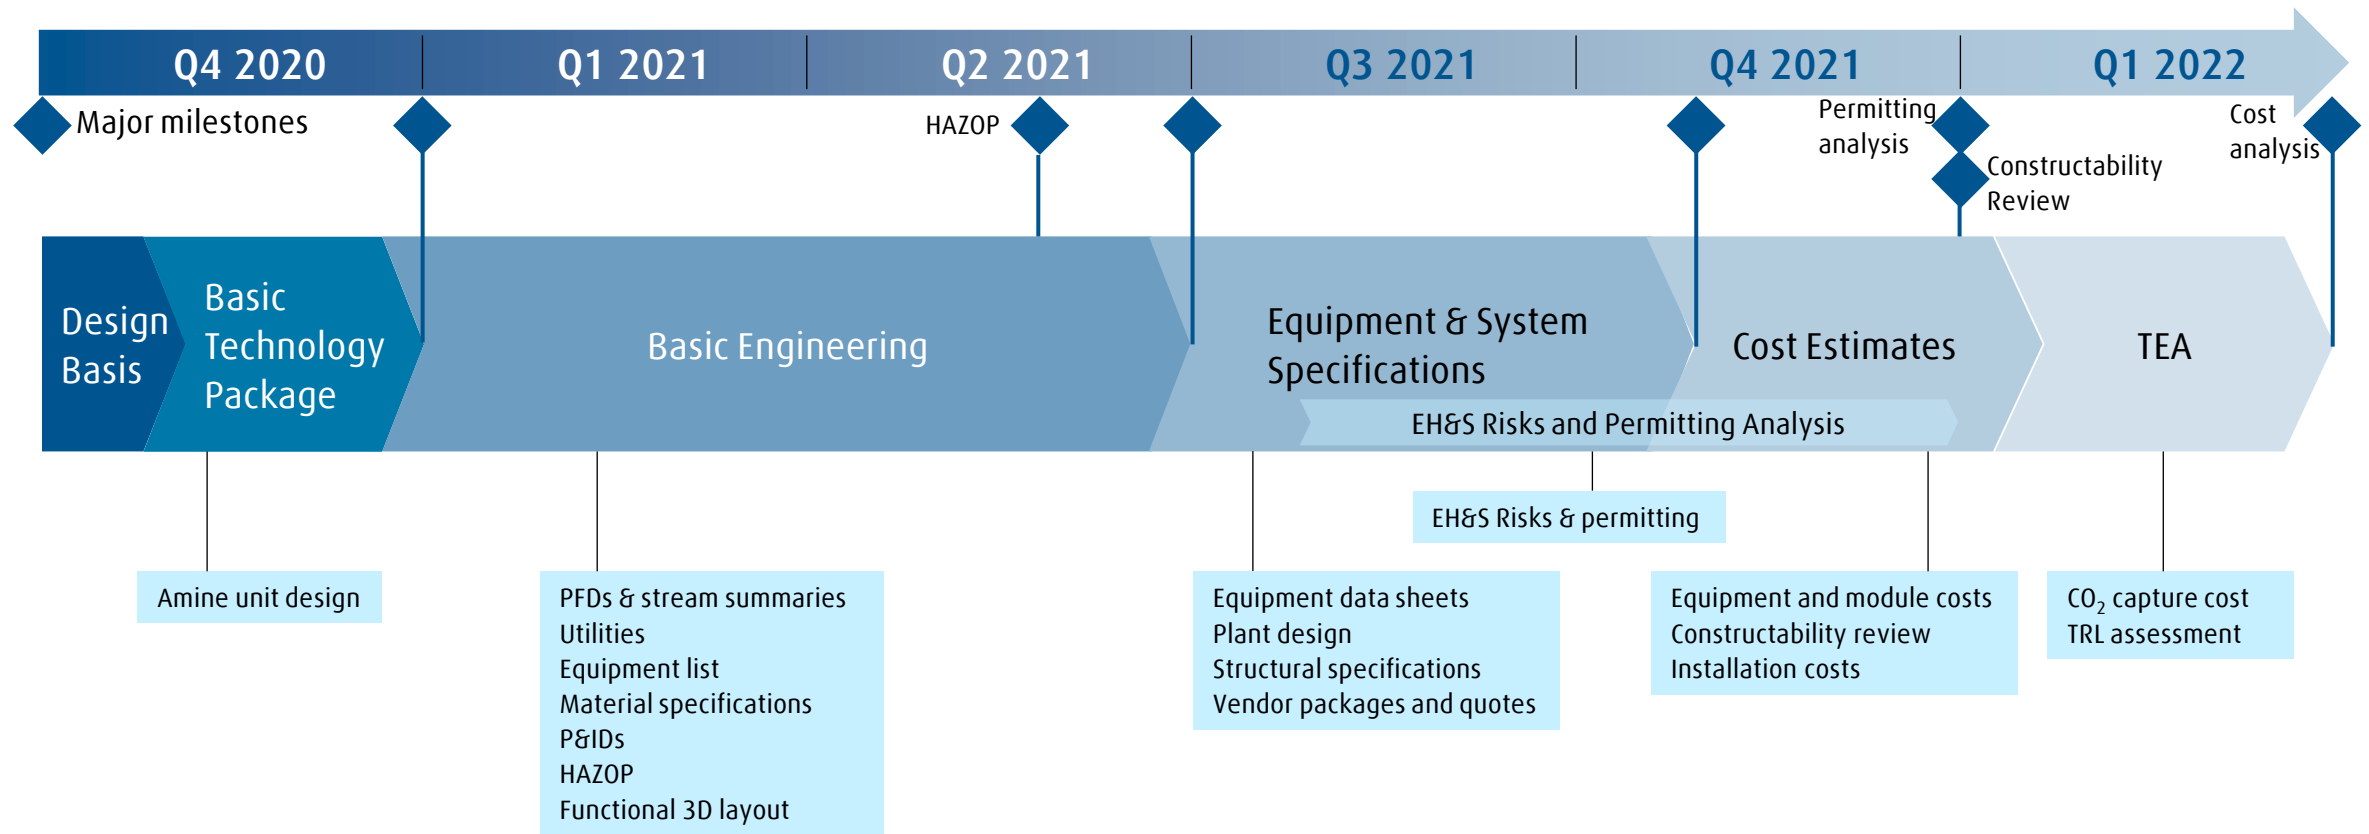 Q4 2020
Q1 2021
Q2 2021
Q3 2021
Q4 2021
Q1 2022
Major milestones
HAZOP
Permitting
analysis
Constructability
Review
Cost
analysis
Design
Basis
Basic
Technology
Package
Basic Engineering
Equipment & System
Specifications
Cost Estimates
TEA
EH&S Risks and Permitting Analysis
EH&S Risks & permitting
Amine unit design
PFDs & stream summaries
Utilities
Equipment list
Material specifications
P&IDs
HAZOP
Functional 3D layout
Equipment data sheets
Plant design
Structural specifications
Vendor packages and quotes
Equipment and module costs
Constructability review
Installation costs
CO₂ capture cost
TRL assessment